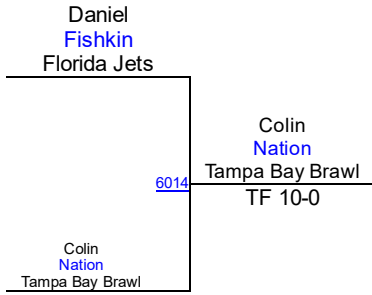 Daniel
Fishkin
Florida Jets
Colin
Nation
Tampa Bay Brawl
6014
TF 10-0
Colin
Nation
Tampa Bay Brawl